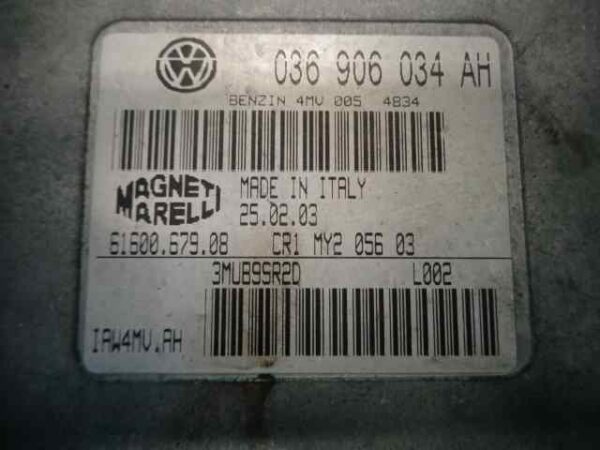 036 906 034 AH
BENZIN 4MV 005 4834
MAGNETI MARELLI
MADE IN ITALY
25.02.03
61600.679.08 CR1 MY2 056 03
3MU89SR2D L002
IAW4MV.AH